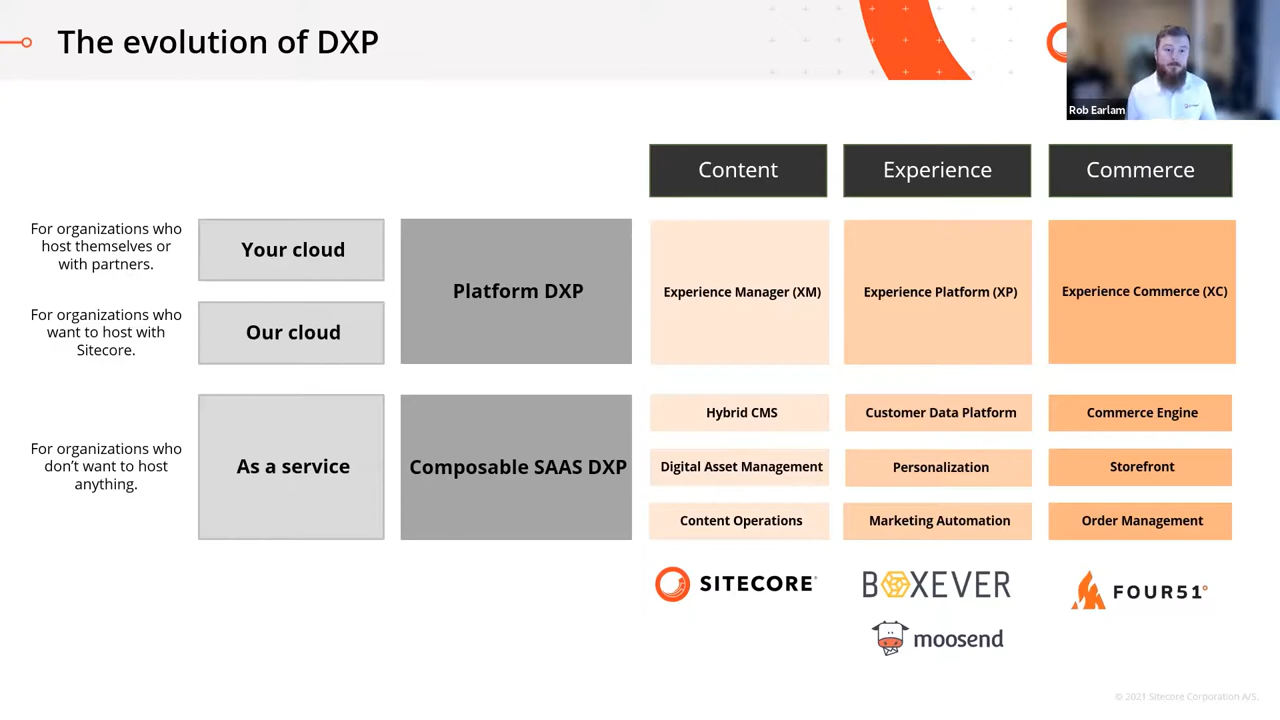 The evolution of DXP
Rob Earlam
Content
Experience
Commerce
For organizations who
host themselves or
with partners.
Your cloud
Platform DXP
Experience Manager (XM)
Experience Platform (XP)
Experience Commerce (XC)
For organizations who
want to host with
Sitecore.
Our cloud
For organizations who
don't want to host
anything.
As a service
Composable SAAS DXP
Hybrid CMS
Customer Data Platform
Commerce Engine
Digital Asset Management
Personalization
Storefront
Content Operations
Marketing Automation
Order Management
SITECORE
BOXEVER
FOUR51°
moosend
© 2021 Sitecore Corporation A/S.